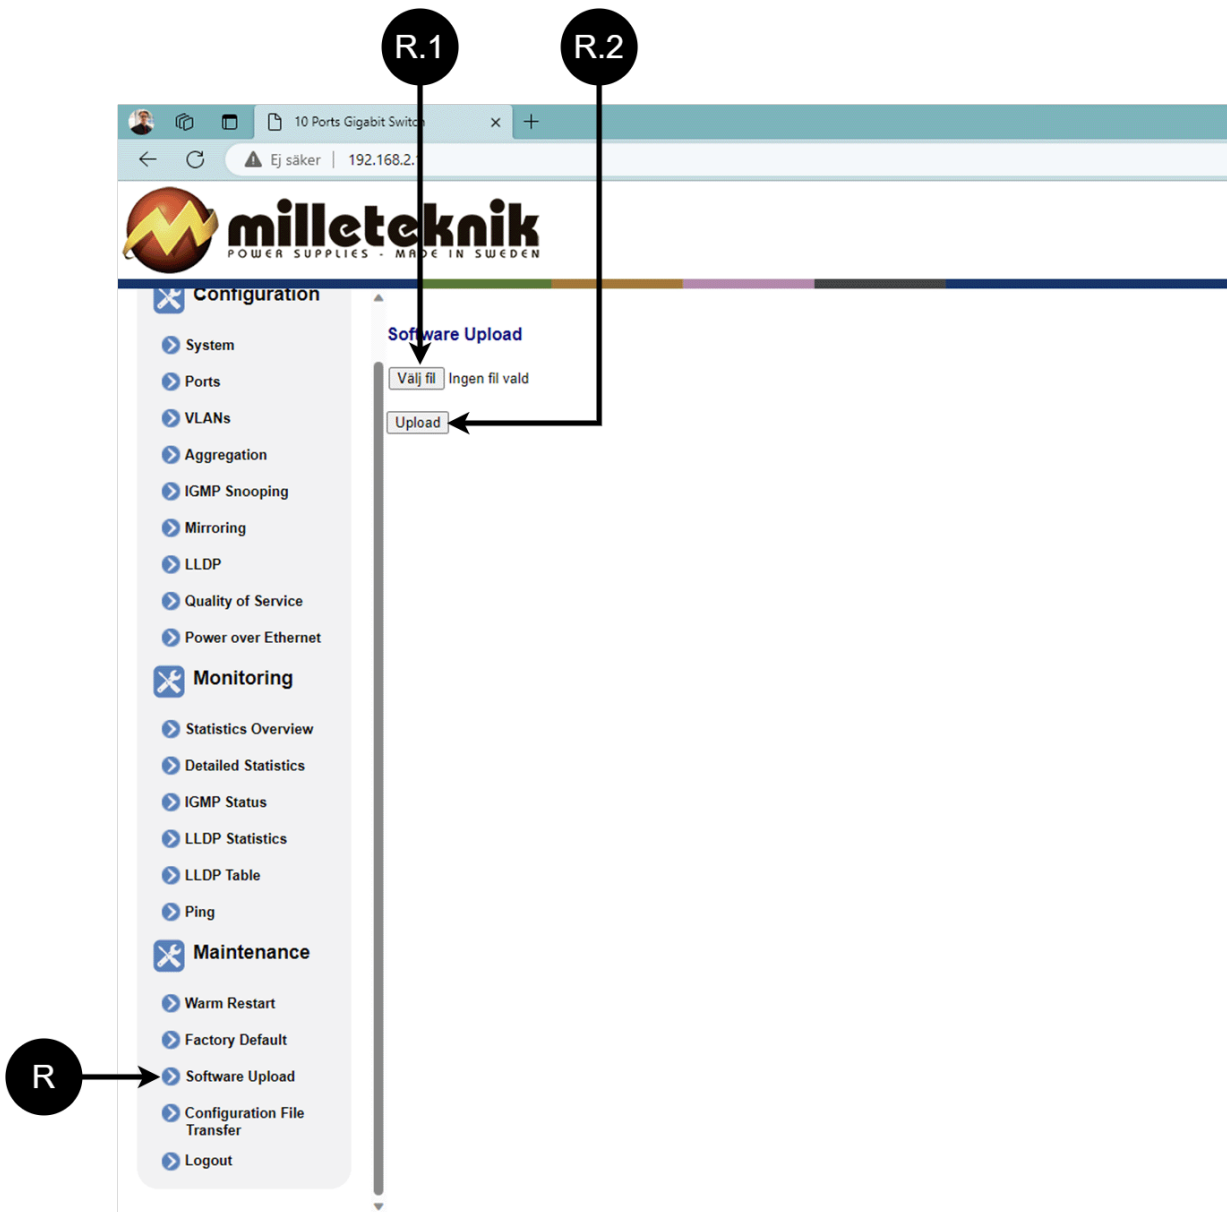 R.1
R.2
10 Ports Gigabit Switch
Ej säker
192.168.2.1
milleteknik
POWER SUPPLIES - MADE IN SWEDEN
Configuration
System
Ports
VLANs
Aggregation
IGMP Snooping
Mirroring
LLDP
Quality of Service
Power over Ethernet
Monitoring
Statistics Overview
Detailed Statistics
IGMP Status
LLDP Statistics
LLDP Table
Ping
Maintenance
Warm Restart
Factory Default
R
Software Upload
Configuration File
Transfer
Logout
Software Upload
Välj fil Ingen fil vald
Upload